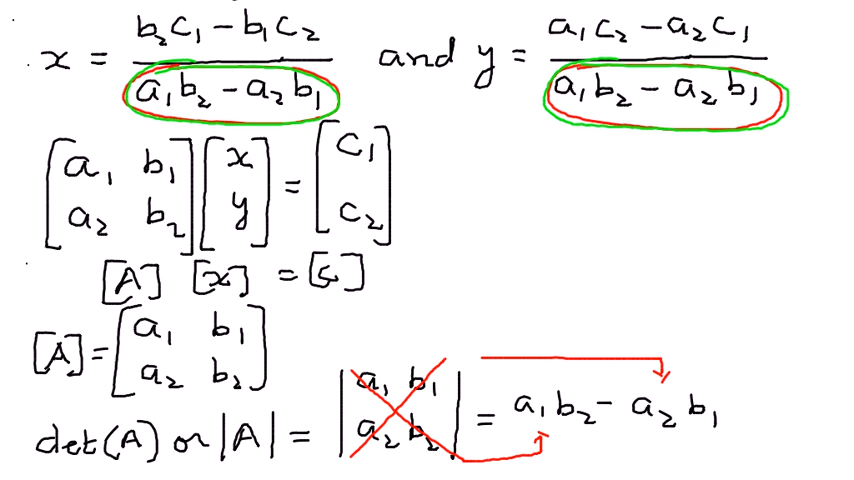 x = (b₂c₁ − b₁c₂)/(a₁b₂ − a₂b₁) and y = (a₁c₂ − a₂c₁)/(a₁b₂ − a₂b₁)
[a₁ b₁; a₂ b₂] [x; y] = [c₁; c₂]
[A] [x] = [c]
[A] = [a₁ b₁; a₂ b₂]
det(A) or |A| = |a₁ b₁; a₂ b₂| = a₁b₂ − a₂b₁